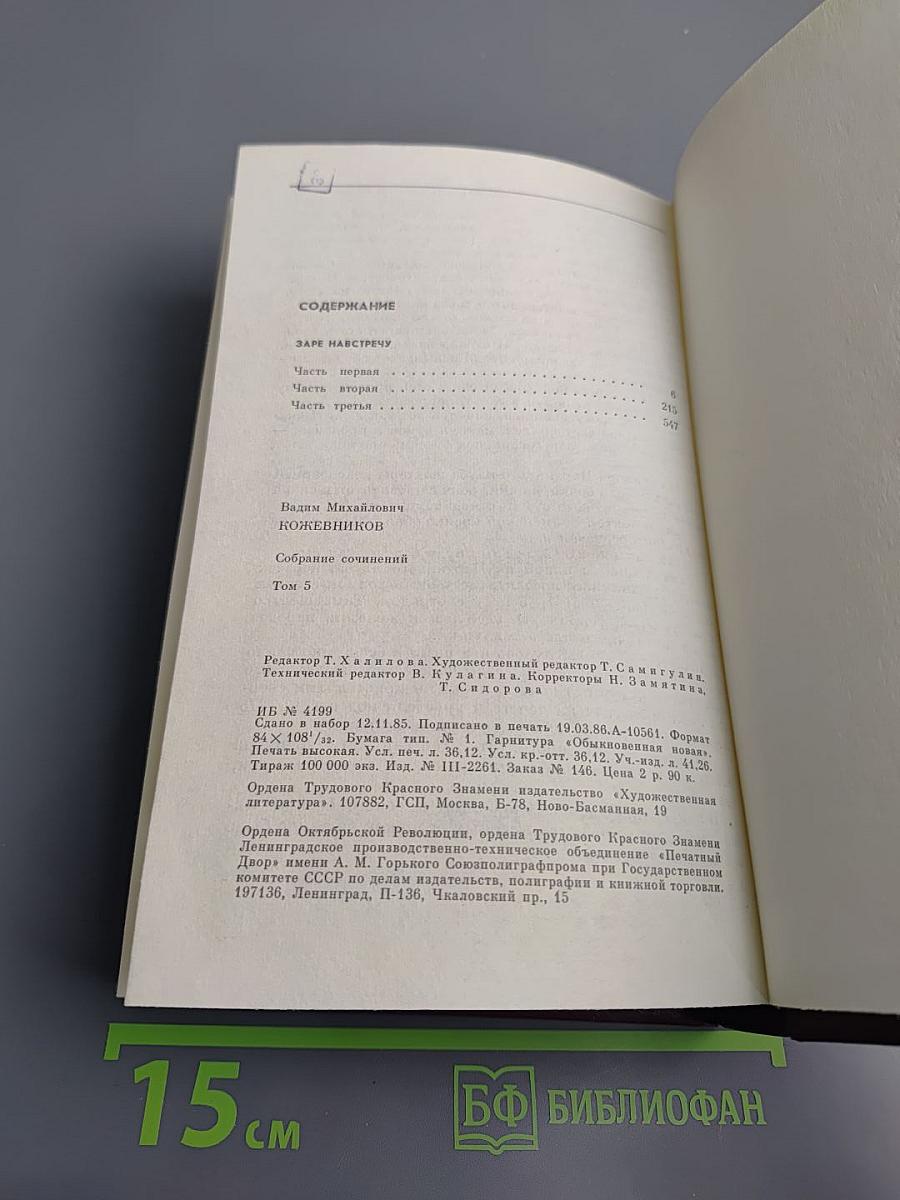 СОДЕРЖАНИЕ
ЗАРЕ НАВСТРЕЧУ
Часть первая . . . . . . . . . . . . . . . . . . . . . . . . . 6
Часть вторая . . . . . . . . . . . . . . . . . . . . . . . . . 215
Часть третья . . . . . . . . . . . . . . . . . . . . . . . . . 547
Вадим Михайлович
КОЖЕВНИКОВ
Собрание сочинений
Том 5
Редактор Т. Халилова. Художественный редактор Т. Самигулин.
Технический редактор В. Кулагина. Корректоры Н. Замятина,
Т. Сидорова
ИБ № 4199
Сдано в набор 12.11.85. Подписано в печать 19.03.86. А-10561. Формат
84×108¹/₃₂. Бумага тип. № 1. Гарнитура «Обыкновенная новая».
Печать высокая. Усл. печ. л. 36,12. Усл. кр.-отт. 36,12. Уч.-изд. л. 41,26.
Тираж 100 000 экз. Изд. № III-2261. Заказ № 146. Цена 2 р. 90 к.
Ордена Трудового Красного Знамени издательство «Художественная
литература». 107882, ГСП, Москва, Б-78, Ново-Басманная, 19
Ордена Октябрьской Революции, ордена Трудового Красного Знамени
Ленинградское производственно-техническое объединение «Печатный
Двор» имени А. М. Горького Союзполиграфпрома при Государственном
комитете СССР по делам издательств, полиграфии и книжной торговли.
197136, Ленинград, П-136, Чкаловский пр., 15
15 см
БФ БИБЛИОФАН